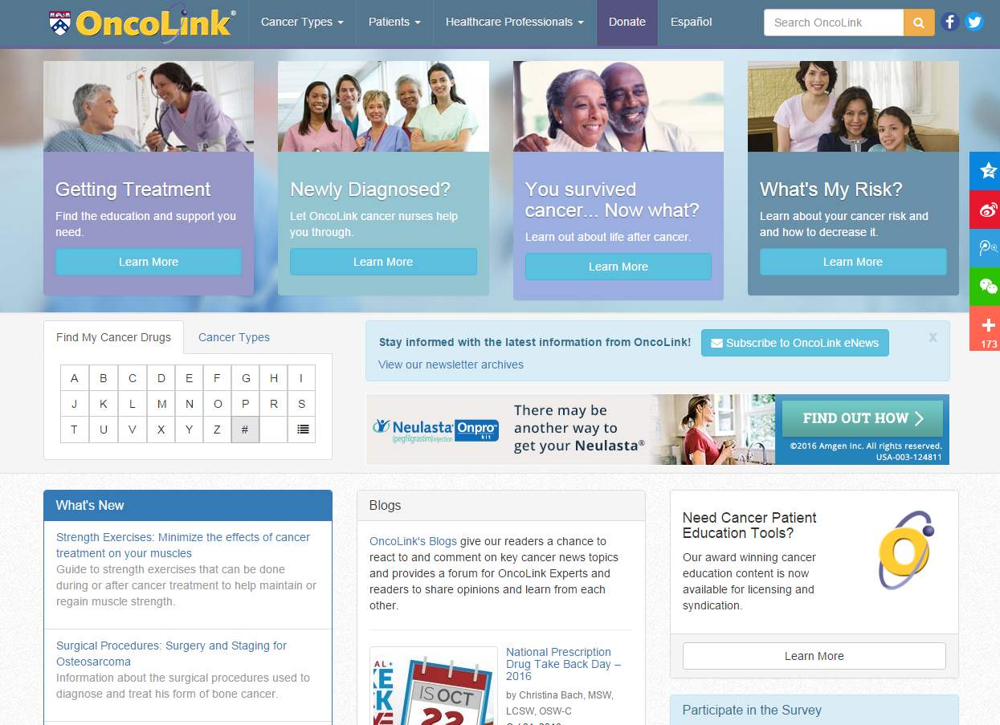 OncoLink®
Cancer Types
Patients
Healthcare Professionals
Donate
Español
Search OncoLink
Getting Treatment
Find the education and support you
need.
Learn More
Newly Diagnosed?
Let OncoLink cancer nurses help
you through.
Learn More
You survived
cancer... Now what?
Learn out about life after cancer.
Learn More
What's My Risk?
Learn about your cancer risk and
and how to decrease it.
Learn More
173
Find My Cancer Drugs
Cancer Types
A B C D E F G H I
J K L M N O P R S
T U V X Y Z #
Stay informed with the latest information from OncoLink!
Subscribe to OncoLink eNews
x
View our newsletter archives
Neulasta® Onpro™
(pegfilgrastim) injection kit
There may be
another way to
get your Neulasta®
FIND OUT HOW
©2016 Amgen Inc. All rights reserved.
USA-003-124811
What's New
Strength Exercises: Minimize the effects of cancer
treatment on your muscles
Guide to strength exercises that can be done
during or after cancer treatment to help maintain or
regain muscle strength.
Surgical Procedures: Surgery and Staging for
Osteosarcoma
Information about the surgical procedures used to
diagnose and treat his form of bone cancer.
Blogs
OncoLink's Blogs give our readers a chance to
react to and comment on key cancer news topics
and provides a forum for OncoLink Experts and
readers to share opinions and learn from each
other.
IS OCT
22
National Prescription
Drug Take Back Day –
2016
by Christina Bach, MSW,
LCSW, OSW-C
Need Cancer Patient
Education Tools?
Our award winning cancer
education content is now
available for licensing and
syndication.
Learn More
Participate in the Survey